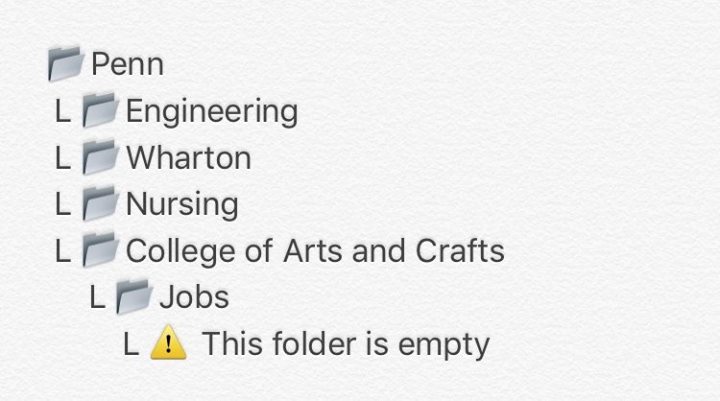 📁 Penn
L 📁 Engineering
L 📁 Wharton
L 📁 Nursing
L 📁 College of Arts and Crafts
L 📁 Jobs
L ⚠️ This folder is empty